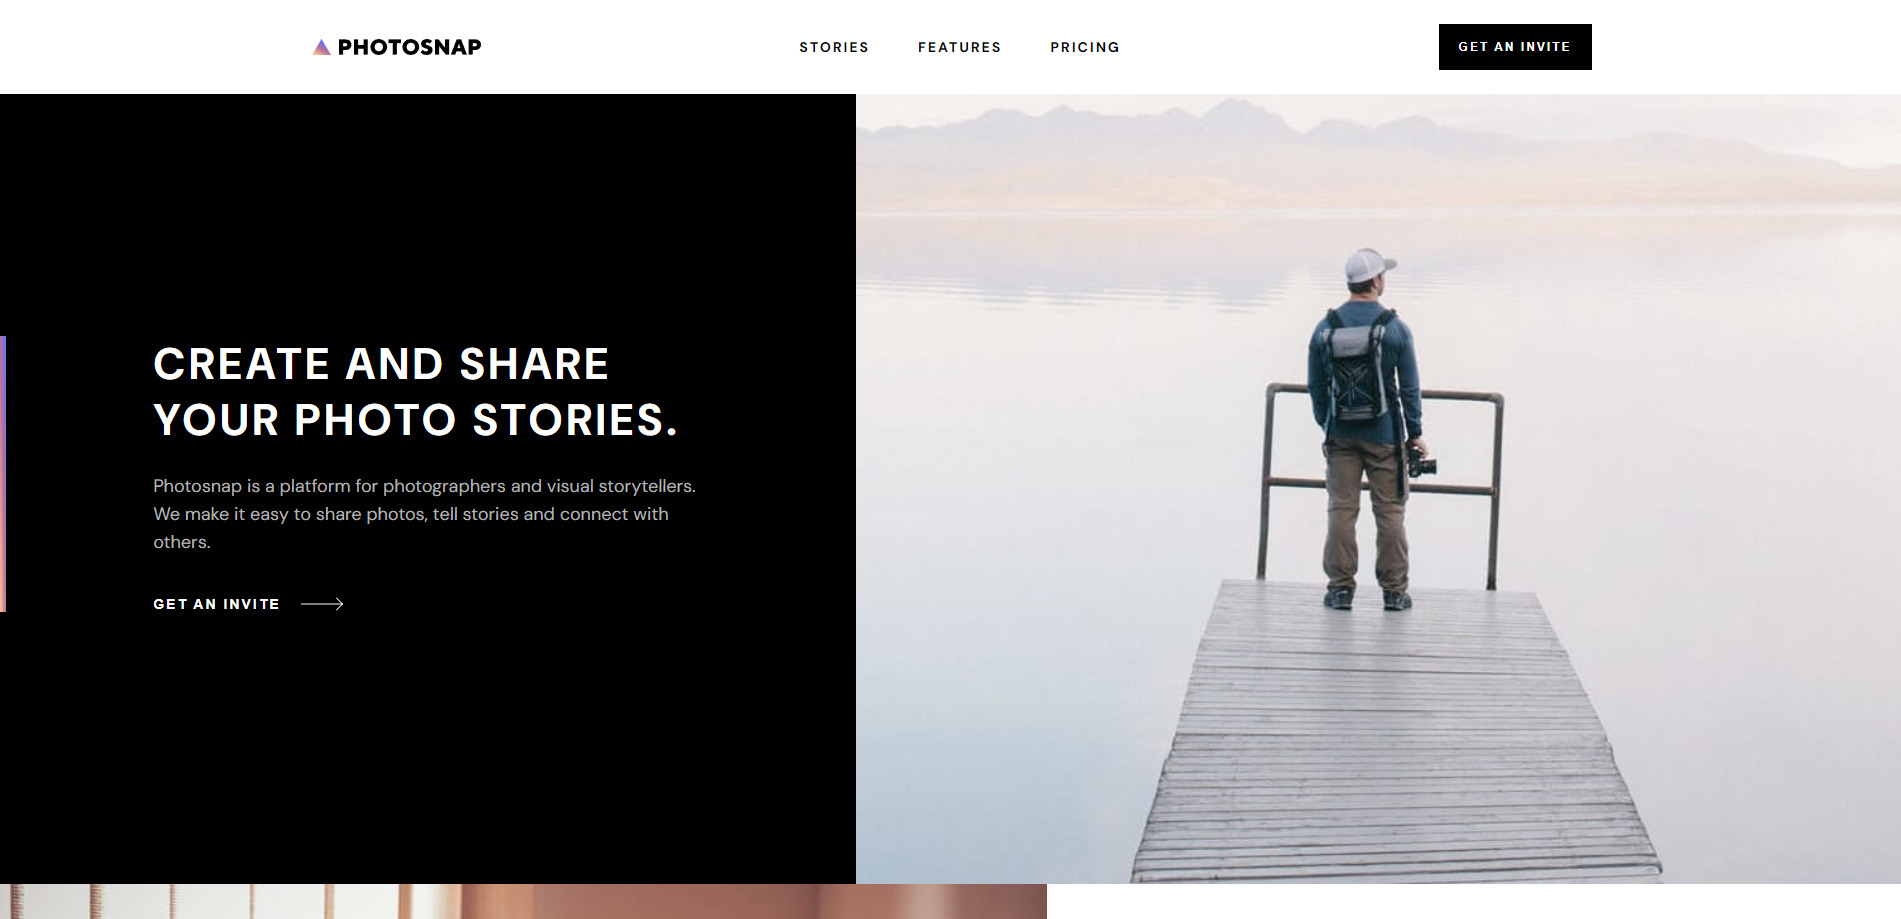 PHOTOSNAP
STORIES
FEATURES
PRICING
GET AN INVITE
CREATE AND SHARE
YOUR PHOTO STORIES.
Photosnap is a platform for photographers and visual storytellers.
We make it easy to share photos, tell stories and connect with
others.
GET AN INVITE